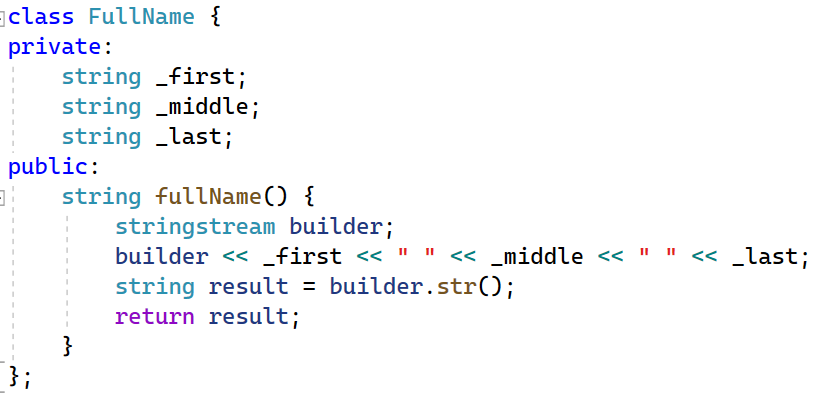 class FullName {
private:
    string _first;
    string _middle;
    string _last;
public:
    string fullName() {
        stringstream builder;
        builder << _first << " " << _middle << " " << _last;
        string result = builder.str();
        return result;
    }
};